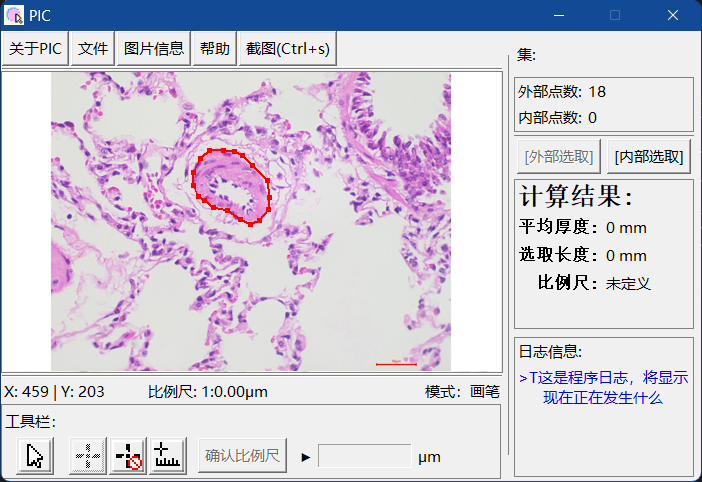 PIC
关于PIC 文件 图片信息 帮助 截图(Ctrl+s)
集:
外部点数: 18
内部点数: 0
[外部选取] [内部选取]
计算结果:
平均厚度: 0 mm
选取长度: 0 mm
比例尺: 未定义
日志信息:
>T这是程序日志，将显示
现在正在发生什么
X: 459 | Y: 203 比例尺: 1:0.00μm 模式: 画笔
工具栏:
确认比例尺 ▶ μm